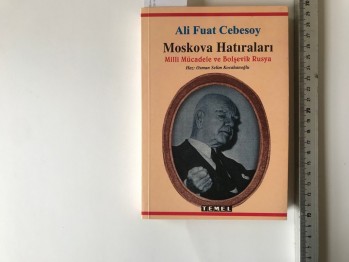 Ali Fuat Cebesoy
Moskova Hatıraları
Milli Mücadele ve Bolşevik Rusya
Haz: Osman Selim Kocahanoğlu
TEMEL